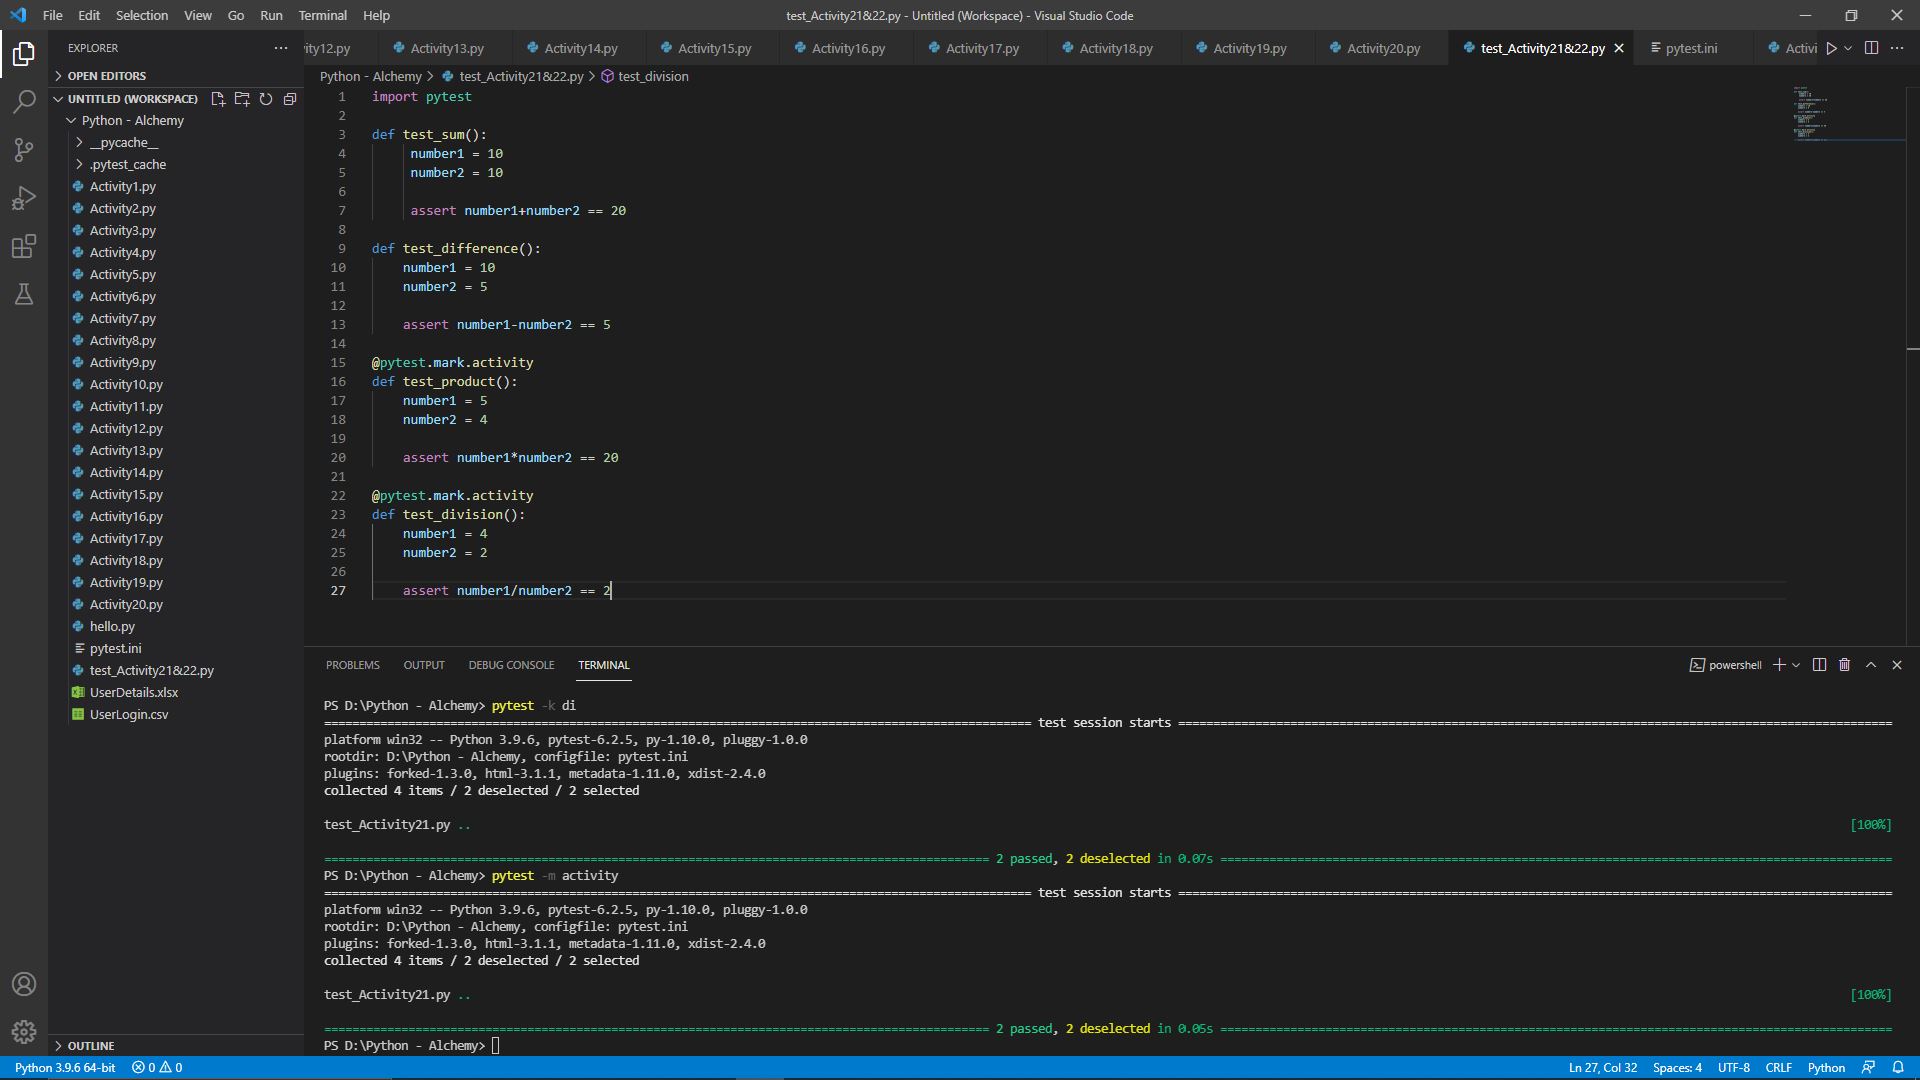 File Edit Selection View Go Run Terminal Help
test_Activity21&22.py - Untitled (Workspace) - Visual Studio Code
EXPLORER
ity12.py Activity13.py Activity14.py Activity15.py Activity16.py Activity17.py Activity18.py Activity19.py Activity20.py test_Activity21&22.py pytest.ini Activi
OPEN EDITORS
UNTITLED (WORKSPACE)
Python - Alchemy
__pycache__
.pytest_cache
Activity1.py
Activity2.py
Activity3.py
Activity4.py
Activity5.py
Activity6.py
Activity7.py
Activity8.py
Activity9.py
Activity10.py
Activity11.py
Activity12.py
Activity13.py
Activity14.py
Activity15.py
Activity16.py
Activity17.py
Activity18.py
Activity19.py
Activity20.py
hello.py
pytest.ini
test_Activity21&22.py
UserDetails.xlsx
UserLogin.csv
OUTLINE
Python - Alchemy > test_Activity21&22.py > test_division
1 import pytest
2
3 def test_sum():
4 number1 = 10
5 number2 = 10
6
7 assert number1+number2 == 20
8
9 def test_difference():
10 number1 = 10
11 number2 = 5
12
13 assert number1-number2 == 5
14
15 @pytest.mark.activity
16 def test_product():
17 number1 = 5
18 number2 = 4
19
20 assert number1*number2 == 20
21
22 @pytest.mark.activity
23 def test_division():
24 number1 = 4
25 number2 = 2
26
27 assert number1/number2 == 2
PROBLEMS OUTPUT DEBUG CONSOLE TERMINAL powershell
PS D:\Python - Alchemy> pytest -k di
============ test session starts ============
platform win32 -- Python 3.9.6, pytest-6.2.5, py-1.10.0, pluggy-1.0.0
rootdir: D:\Python - Alchemy, configfile: pytest.ini
plugins: forked-1.3.0, html-3.1.1, metadata-1.11.0, xdist-2.4.0
collected 4 items / 2 deselected / 2 selected
test_Activity21.py .. [100%]
============ 2 passed, 2 deselected in 0.07s ============
PS D:\Python - Alchemy> pytest -m activity
============ test session starts ============
platform win32 -- Python 3.9.6, pytest-6.2.5, py-1.10.0, pluggy-1.0.0
rootdir: D:\Python - Alchemy, configfile: pytest.ini
plugins: forked-1.3.0, html-3.1.1, metadata-1.11.0, xdist-2.4.0
collected 4 items / 2 deselected / 2 selected
test_Activity21.py .. [100%]
============ 2 passed, 2 deselected in 0.05s ============
PS D:\Python - Alchemy>
Python 3.9.6 64-bit 0 0 Ln 27, Col 32 Spaces: 4 UTF-8 CRLF Python